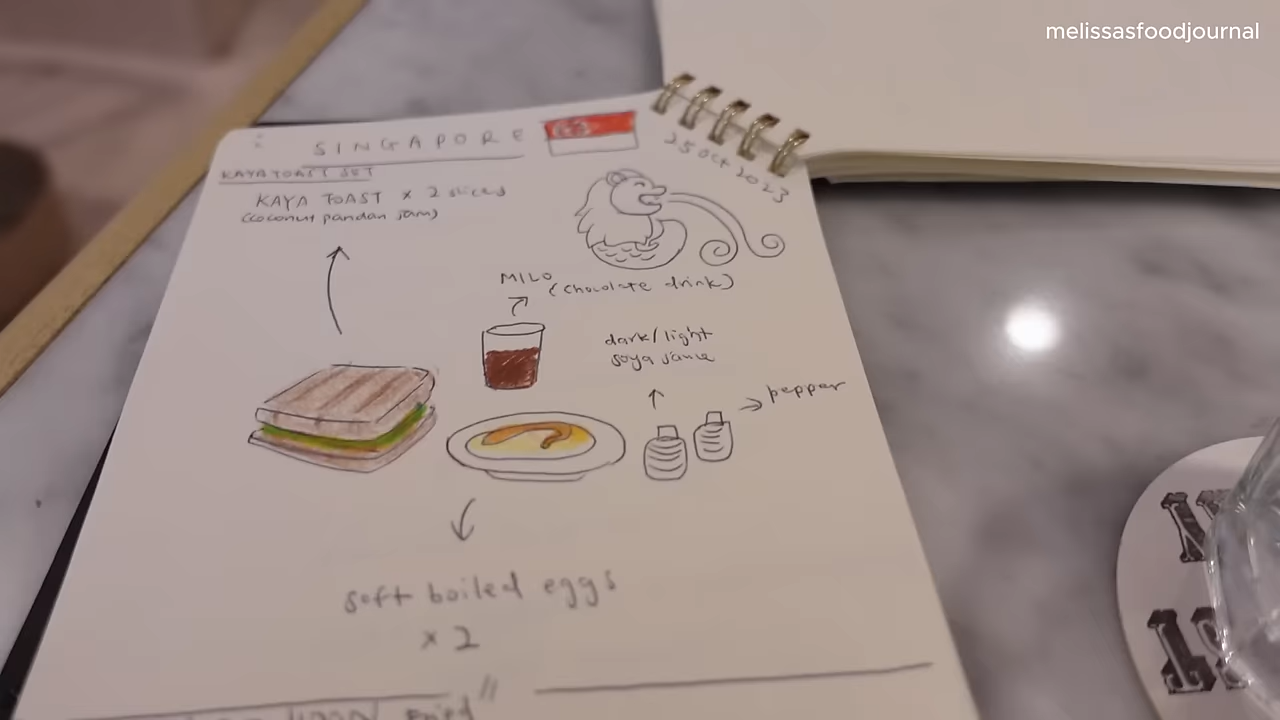 melissasfoodjournal
SINGAPORE
25 Oct 2023
KAYA TOAST SET
KAYA TOAST x 2 slices
(coconut pandan jam)
MILO
(chocolate drink)
dark/light
soya sauce
pepper
soft boiled eggs
x 2
fried"